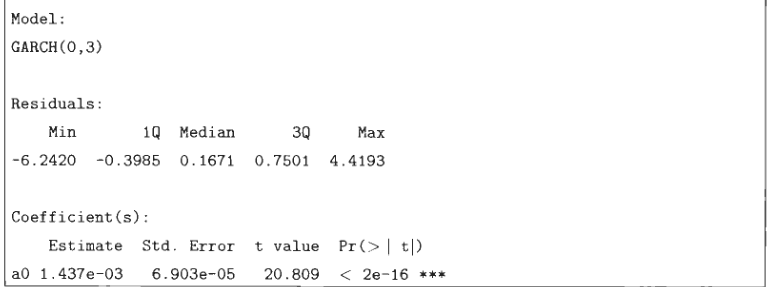 Model:
GARCH(0,3)
Residuals:
Min 1Q Median 3Q Max
-6.2420 -0.3985 0.1671 0.7501 4.4193
Coefficient(s):
Estimate Std. Error t value Pr(> | t|)
a0 1.437e-03 6.903e-05 20.809 < 2e-16 ***